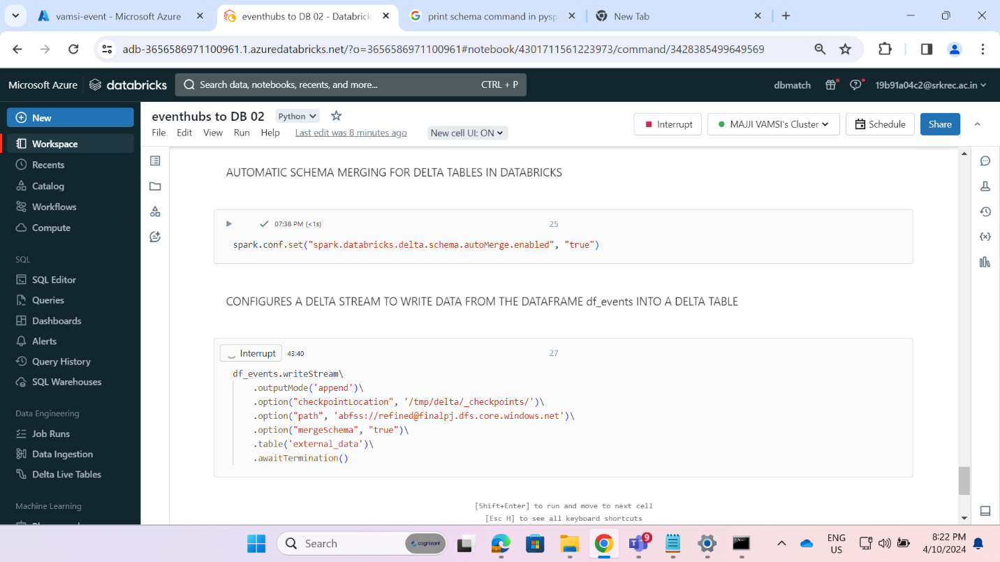 vamsi-event - Microsoft Azure
eventhubs to DB 02 - Databrick
print schema command in pysp
New Tab
adb-3656586971100961.1.azuredatabricks.net/?o=3656586971100961#notebook/4301711561223973/command/3428385499649569
Microsoft Azure
databricks
Search data, notebooks, recents, and more...
CTRL + P
dbmatch
19b91a04c2@srkrec.ac.in
New
Workspace
Recents
Catalog
Workflows
Compute
SQL
SQL Editor
Queries
Dashboards
Alerts
Query History
SQL Warehouses
Data Engineering
Job Runs
Data Ingestion
Delta Live Tables
Machine Learning
eventhubs to DB 02
Python
File Edit View Run Help Last edit was 8 minutes ago New cell UI: ON
Interrupt
MAJJI VAMSI's Cluster
Schedule
Share
AUTOMATIC SCHEMA MERGING FOR DELTA TABLES IN DATABRICKS
07:38 PM (<1s)
25
spark.conf.set("spark.databricks.delta.schema.autoMerge.enabled", "true")
CONFIGURES A DELTA STREAM TO WRITE DATA FROM THE DATAFRAME df_events INTO A DELTA TABLE
Interrupt
43:40
27
df_events.writeStream\
.outputMode('append')\
.option("checkpointLocation", '/tmp/delta/_checkpoints/')\
.option("path", 'abfss://refined@finalpj.dfs.core.windows.net')\
.option("mergeSchema", "true")\
.table('external_data')\
.awaitTermination()
[Shift+Enter] to run and move to next cell
[Esc H] to see all keyboard shortcuts
Search
cognizant
9
ENG
US
8:22 PM
4/10/2024